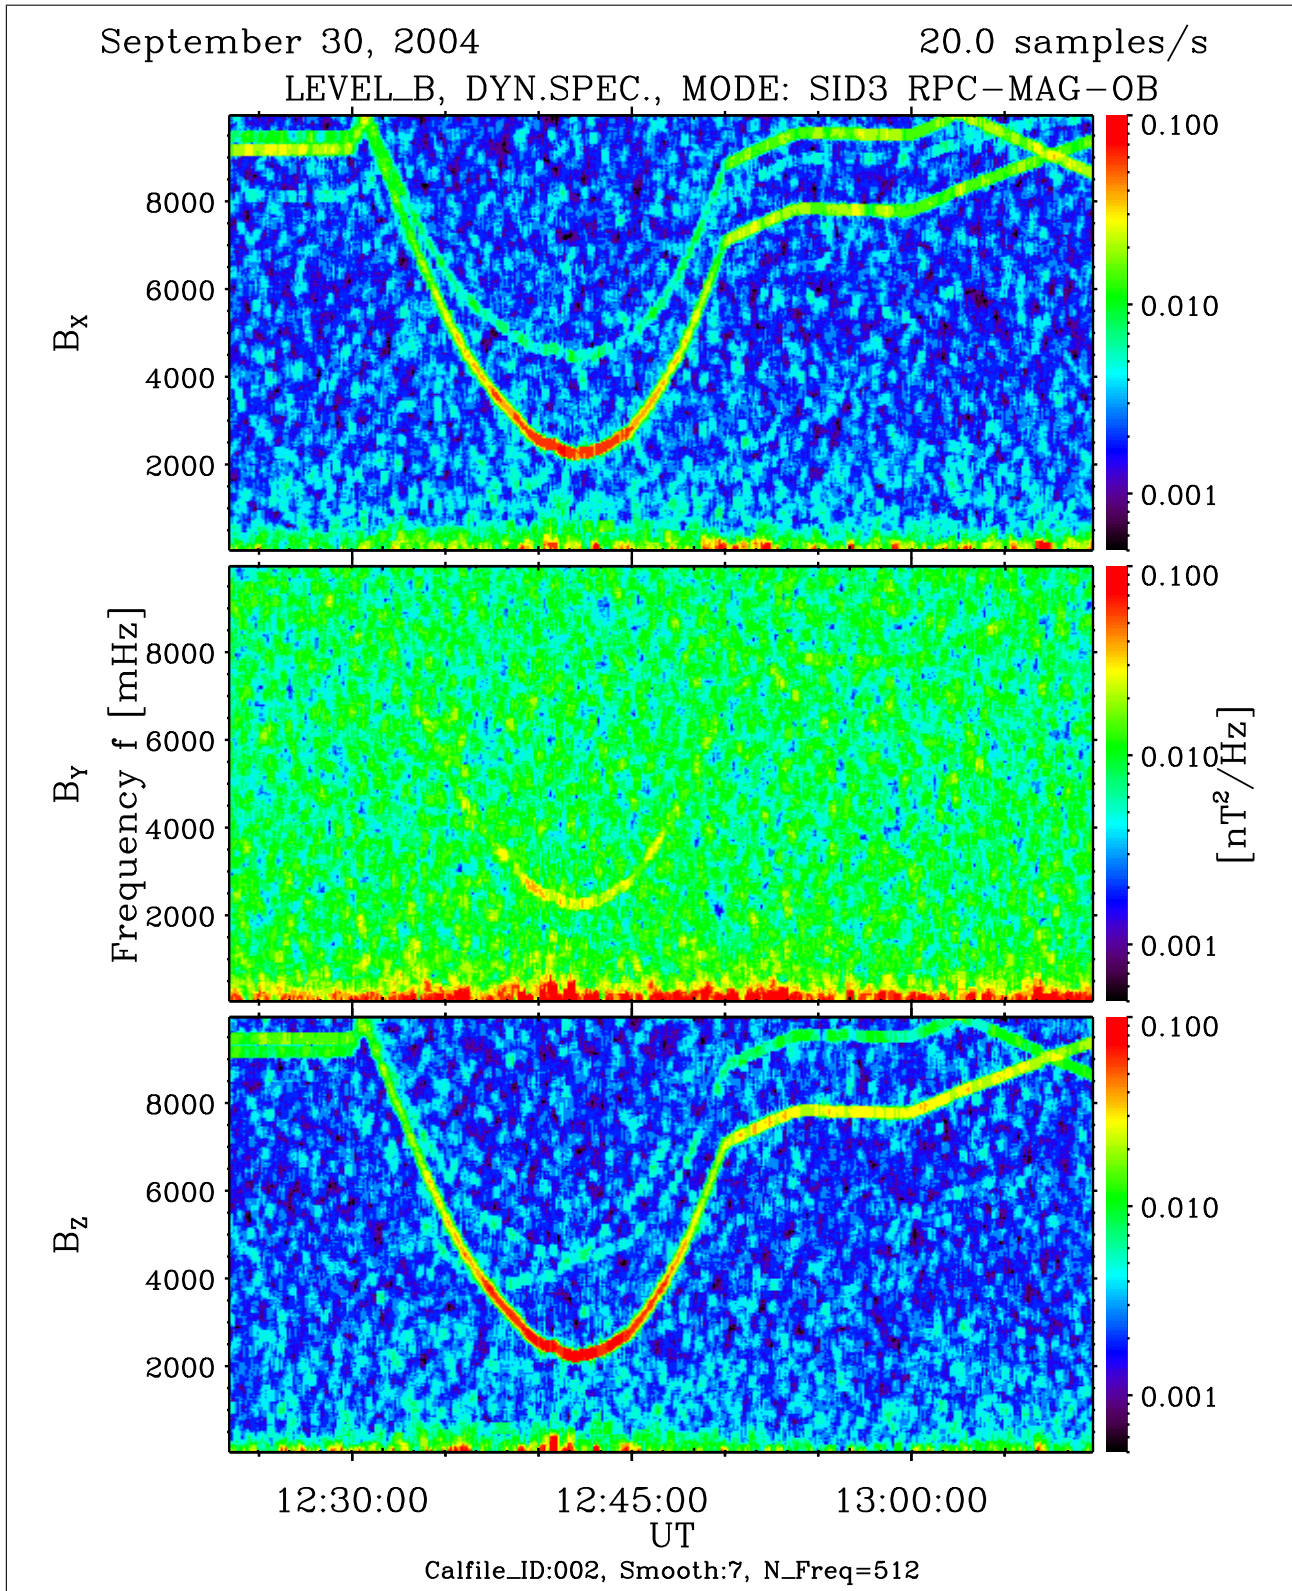 September 30, 2004 20.0 samples/s
LEVEL_B, DYN.SPEC., MODE: SID3 RPC-MAG-OB
B_X
8000
6000
4000
2000
0.100
0.010
0.001
B_Y
Frequency f [mHz]
8000
6000
4000
2000
0.100
0.010
0.001
[nT²/Hz]
B_Z
8000
6000
4000
2000
0.100
0.010
0.001
12:30:00 12:45:00 13:00:00
UT
Calfile_ID:002, Smooth:7, N_Freq=512